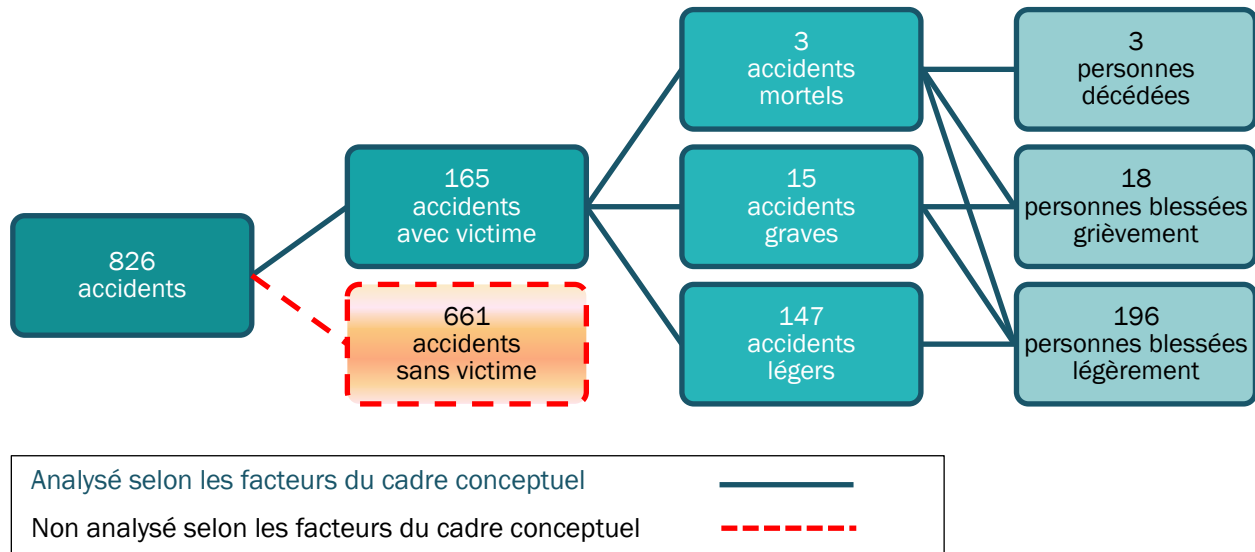 826
accidents
165
accidents
avec victime
661
accidents
sans victime
3
accidents
mortels
15
accidents
graves
147
accidents
légers
3
personnes
décédées
18
personnes blessées
grièvement
196
personnes blessées
légèrement
Analysé selon les facteurs du cadre conceptuel
Non analysé selon les facteurs du cadre conceptuel